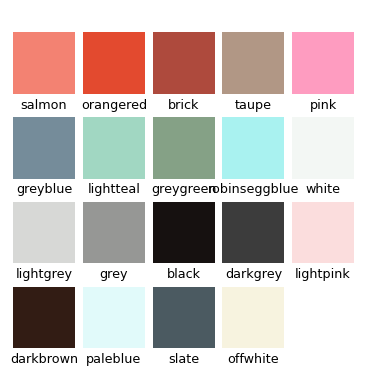 salmon orangered brick taupe pink
greyblue lightteal greygreen robinseggblue white
lightgrey grey black darkgrey lightpink
darkbrown paleblue slate offwhite